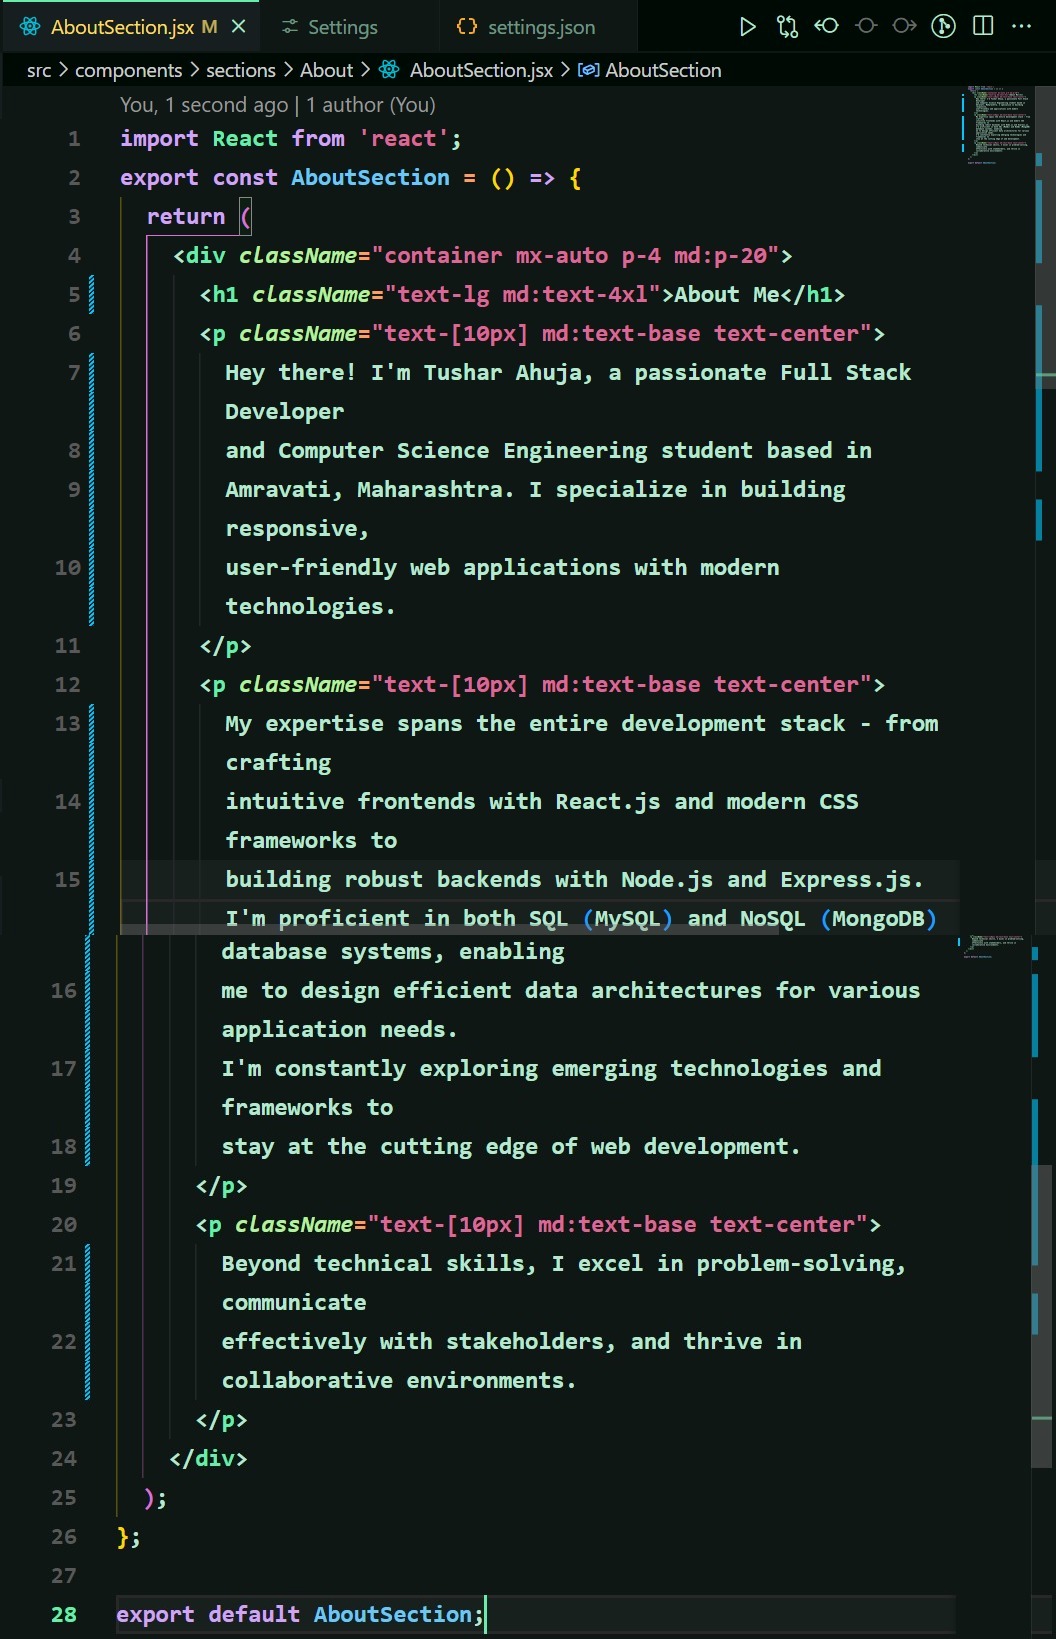 AboutSection.jsx M
Settings
settings.json
src > components > sections > About > AboutSection.jsx > AboutSection
You, 1 second ago | 1 author (You)
1 import React from 'react';
2 export const AboutSection = () => {
3 return (
4 <div className="container mx-auto p-4 md:p-20">
5 <h1 className="text-lg md:text-4xl">About Me</h1>
6 <p className="text-[10px] md:text-base text-center">
7 Hey there! I'm Tushar Ahuja, a passionate Full Stack
Developer
8 and Computer Science Engineering student based in
9 Amravati, Maharashtra. I specialize in building
responsive,
10 user-friendly web applications with modern
technologies.
11 </p>
12 <p className="text-[10px] md:text-base text-center">
13 My expertise spans the entire development stack - from
crafting
14 intuitive frontends with React.js and modern CSS
frameworks to
15 building robust backends with Node.js and Express.js.
I'm proficient in both SQL (MySQL) and NoSQL (MongoDB)
database systems, enabling
16 me to design efficient data architectures for various
application needs.
17 I'm constantly exploring emerging technologies and
frameworks to
18 stay at the cutting edge of web development.
19 </p>
20 <p className="text-[10px] md:text-base text-center">
21 Beyond technical skills, I excel in problem-solving,
communicate
22 effectively with stakeholders, and thrive in
collaborative environments.
23 </p>
24 </div>
25 );
26 };
27
28 export default AboutSection;